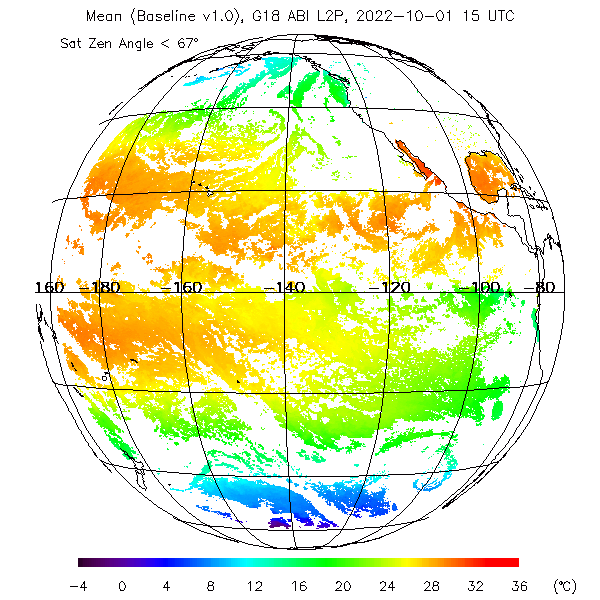 Mean (Baseline v1.0), G18 ABI L2P, 2022-10-01 15 UTC
Sat Zen Angle < 67°
160 -180 -160 -140 -120 -100 -80
-4 0 4 8 12 16 20 24 28 32 36 (°C)